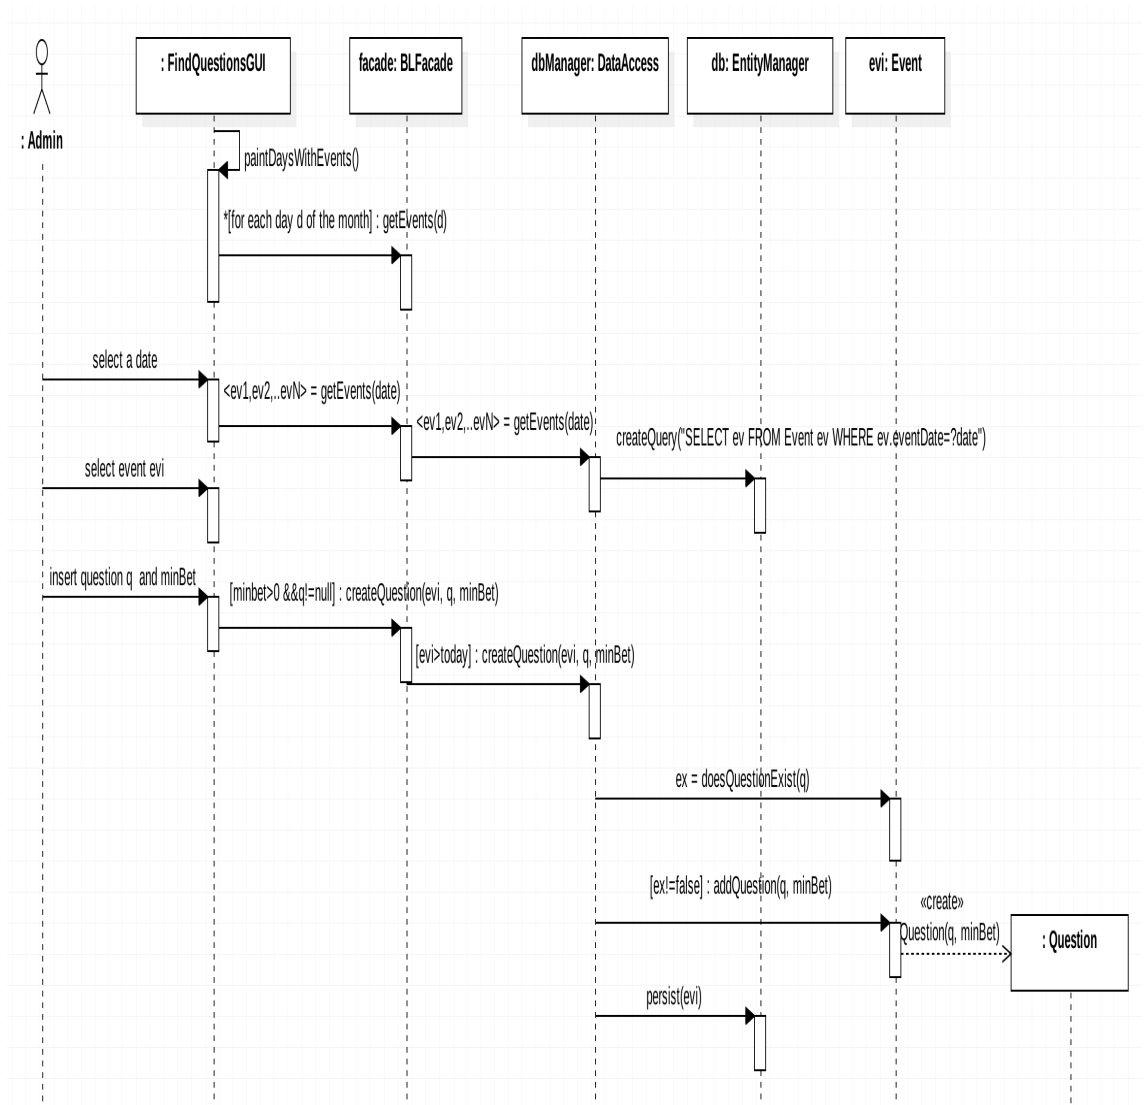 : FindQuestionsGUI
facade: BLFacade
dbManager: DataAccess
db: EntityManager
evi: Event
: Admin
paintDaysWithEvents()
*[for each day d of the month] : getEvents(d)
select a date
<ev1,ev2,..evN> = getEvents(date)
<ev1,ev2,..evN> = getEvents(date)
createQuery("SELECT ev FROM Event ev WHERE ev.eventDate=?date")
select event evi
insert question q  and minBet
[minbet>0 &&q!=null] : createQuestion(evi, q, minBet)
[evi>today] : createQuestion(evi, q, minBet)
ex = doesQuestionExist(q)
[ex!=false] : addQuestion(q, minBet)
«create»
Question(q, minBet)
: Question
persist(evi)